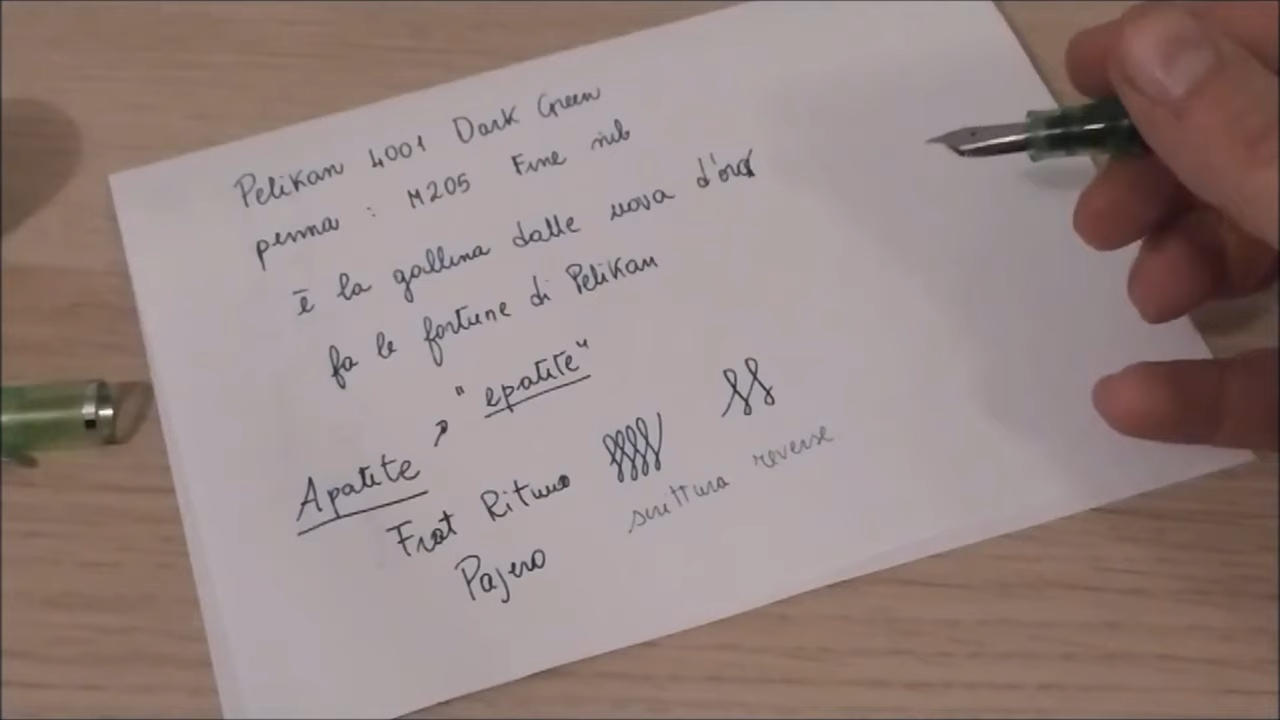 Pelikan 4001 Dark Green
penna : M205 Fine nib
è la gallina dalle uova d'oro
fa le fortune di Pelikan
"epatite"
Apatite
Fiat Ritmo
scrittura reverse
Pajero